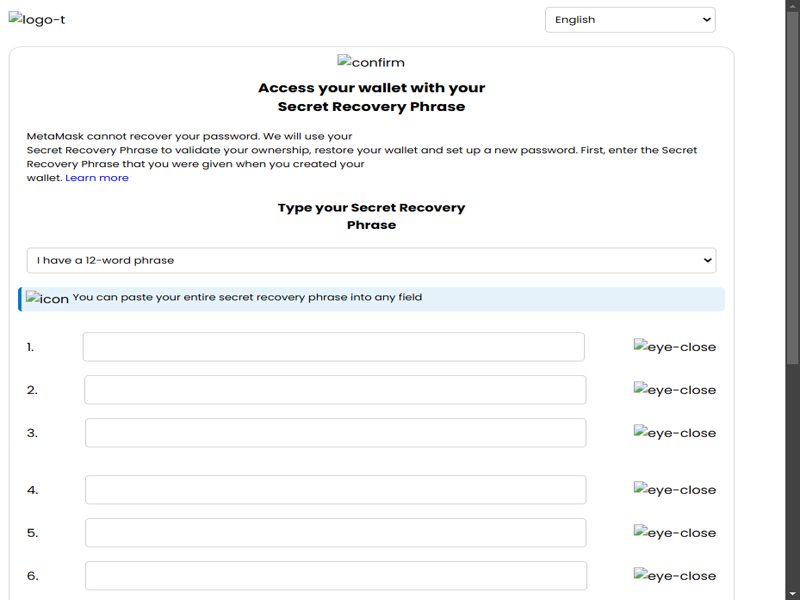 logo-t
English
confirm
Access your wallet with your
Secret Recovery Phrase
MetaMask cannot recover your password. We will use your
Secret Recovery Phrase to validate your ownership, restore your wallet and set up a new password. First, enter the Secret
Recovery Phrase that you were given when you created your
wallet. Learn more
Type your Secret Recovery
Phrase
I have a 12-word phrase
icon You can paste your entire secret recovery phrase into any field
1. eye-close
2. eye-close
3. eye-close
4. eye-close
5. eye-close
6. eye-close